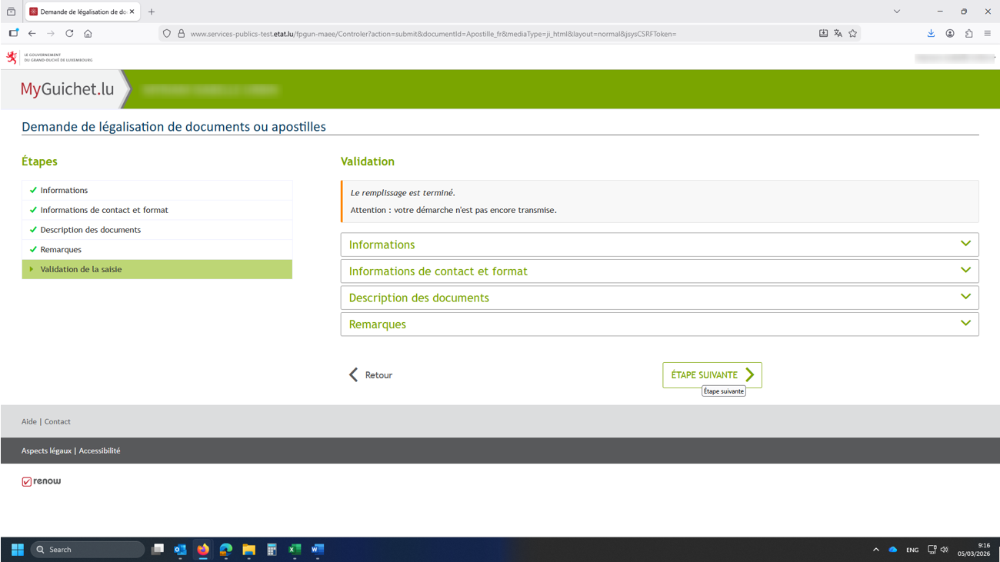 Demande de légalisation de do
www.services-publics-test.etat.lu/fpgun-maee/Controler?action=submit&documentId=Apostille_fr&mediaType=ji_html&layout=normal&jsysCSRFToken=
LE GOUVERNEMENT
DU GRAND-DUCHÉ DE LUXEMBOURG
MyGuichet.lu
Demande de légalisation de documents ou apostilles
Étapes
Informations
Informations de contact et format
Description des documents
Remarques
Validation de la saisie
Validation
Le remplissage est terminé.
Attention : votre démarche n'est pas encore transmise.
Informations
Informations de contact et format
Description des documents
Remarques
Retour
ÉTAPE SUIVANTE
Étape suivante
Aide | Contact
Aspects légaux | Accessibilité
renow
Search
ENG
9:16
05/03/2026